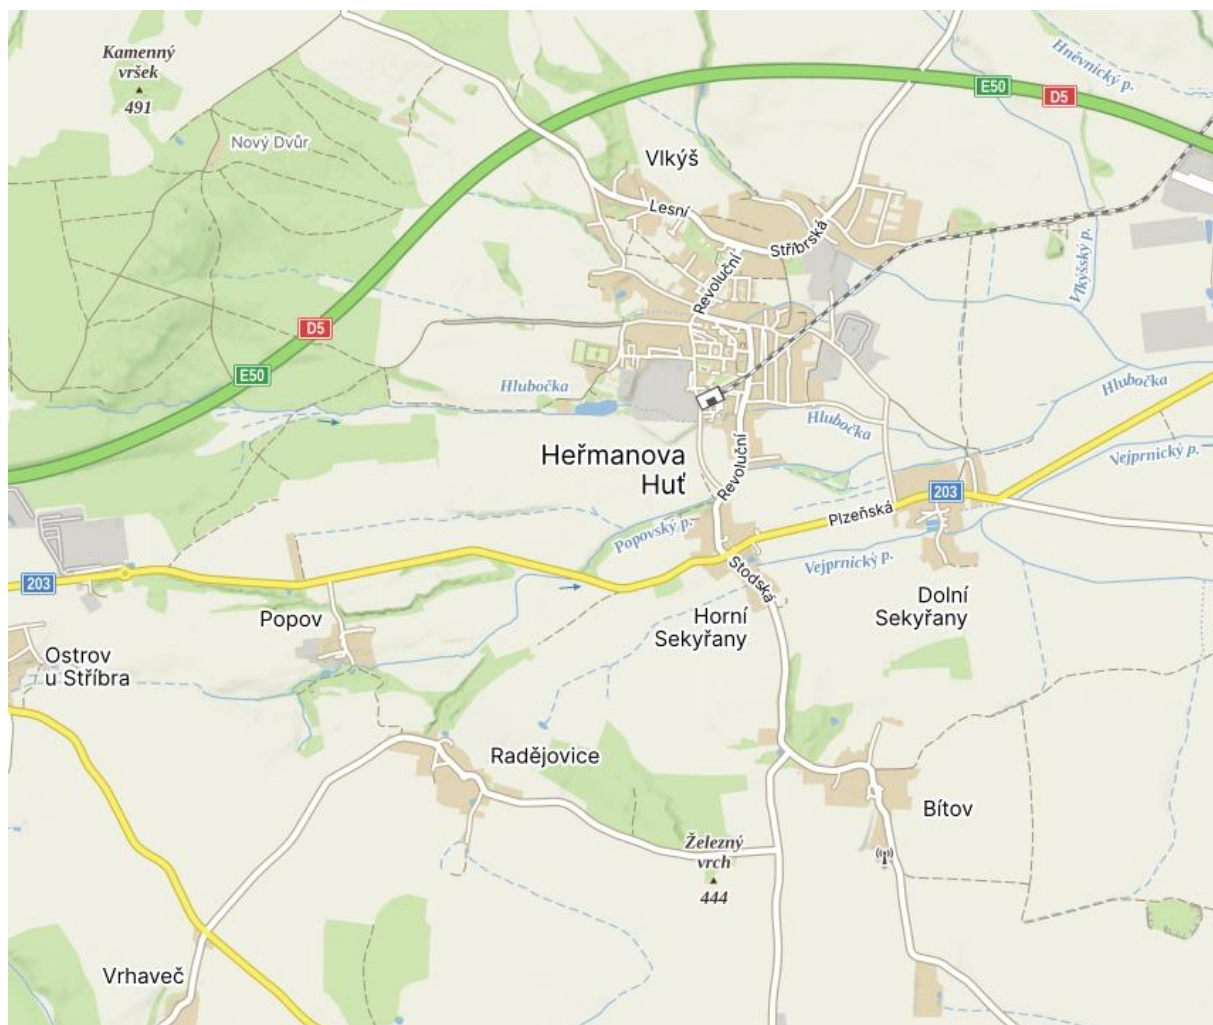 Kamenný
vršek
491
Nový Dvůr
Hněvnický p.
E50
D5
Vlkýš
Lesní
Stříbrská
Revoluční
Vlkýšský p.
D5
E50
Hlubočka
Hlubočka
Hlubočka
Heřmanova
Huť
Revoluční
Vejprnický p.
203
Plzeňská
Popovský p.
Vejprnický p.
203
Stodská
Popov
Horní
Sekyřany
Dolní
Sekyřany
Ostrov
u Stříbra
Radějovice
Bítov
Železný
vrch
444
Vrhaveč